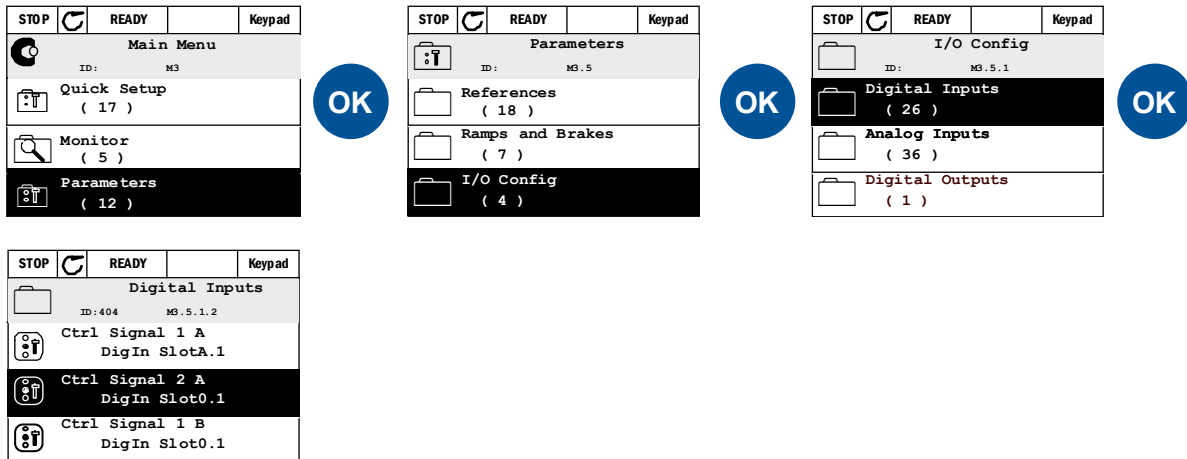 STOP READY Keypad
Main Menu
ID: M3
Quick Setup
( 17 )
Monitor
( 5 )
Parameters
( 12 )
OK
STOP READY Keypad
Parameters
ID: M3.5
References
( 18 )
Ramps and Brakes
( 7 )
I/O Config
( 4 )
OK
STOP READY Keypad
I/O Config
ID: M3.5.1
Digital Inputs
( 26 )
Analog Inputs
( 36 )
Digital Outputs
( 1 )
OK
STOP READY Keypad
Digital Inputs
ID:404 M3.5.1.2
Ctrl Signal 1 A
DigIn SlotA.1
Ctrl Signal 2 A
DigIn Slot0.1
Ctrl Signal 1 B
DigIn Slot0.1